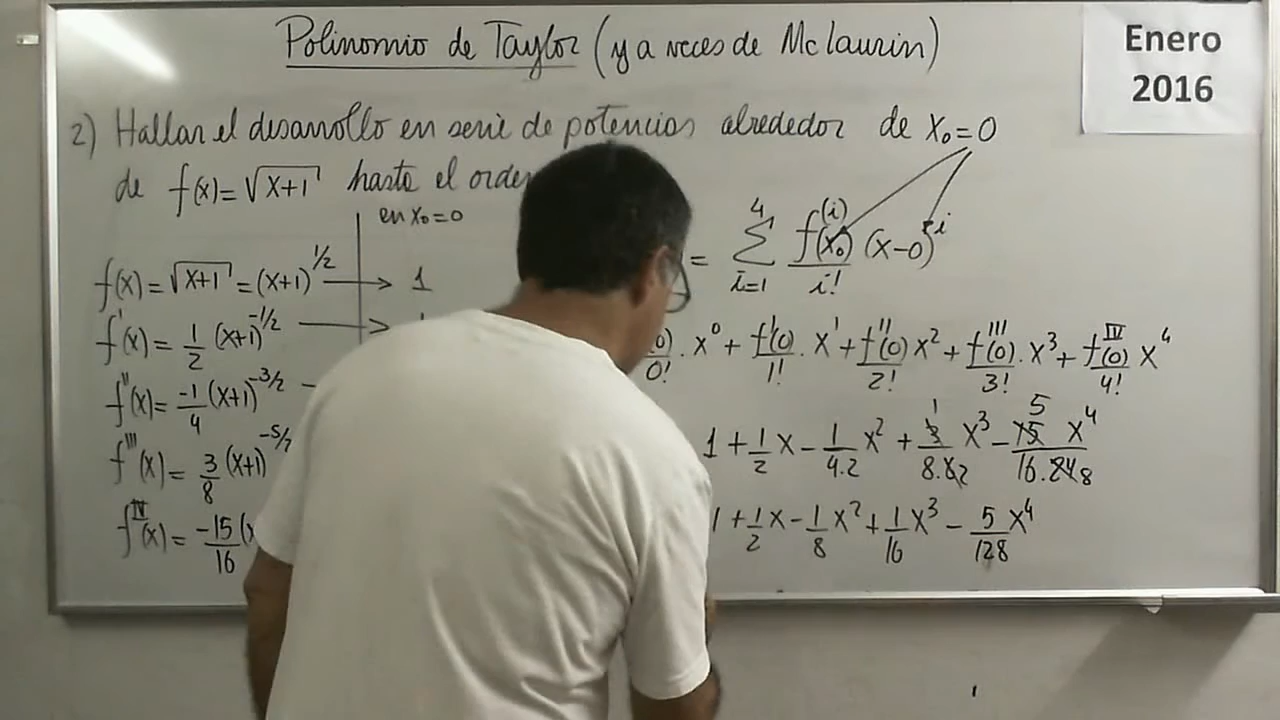 Polinomio de Taylor (y a veces de Mc laurin)
Enero
2016
2) Hallar el desarrollo en serie de potencias alrededor de x₀=0
de f(x)=√(x+1) hasta el orden
en x₀=0
f(x)=√(x+1)=(x+1)^(1/2) → 1
f'(x)=1/2 (x+1)^(-1/2) →
f''(x)=-1/4 (x+1)^(-3/2)
f'''(x)=3/8 (x+1)^(-5/2)
f^IV(x)=-15/16 (x
= Σ_(i=1)^4 f^(i)(x₀)/i! (x-0)^i
(0)/0! . x⁰ + f'(0)/1! . x¹ + f''(0)/2! x² + f'''(0)/3! . x³ + f^IV(0)/4! x⁴
1 + 1/2 x - 1/(4.2) x² + 1 3/(8.6 2) x³ - 5 15/(16.24 8) x⁴
1 + 1/2 x - 1/8 x² + 1/16 x³ - 5/128 x⁴